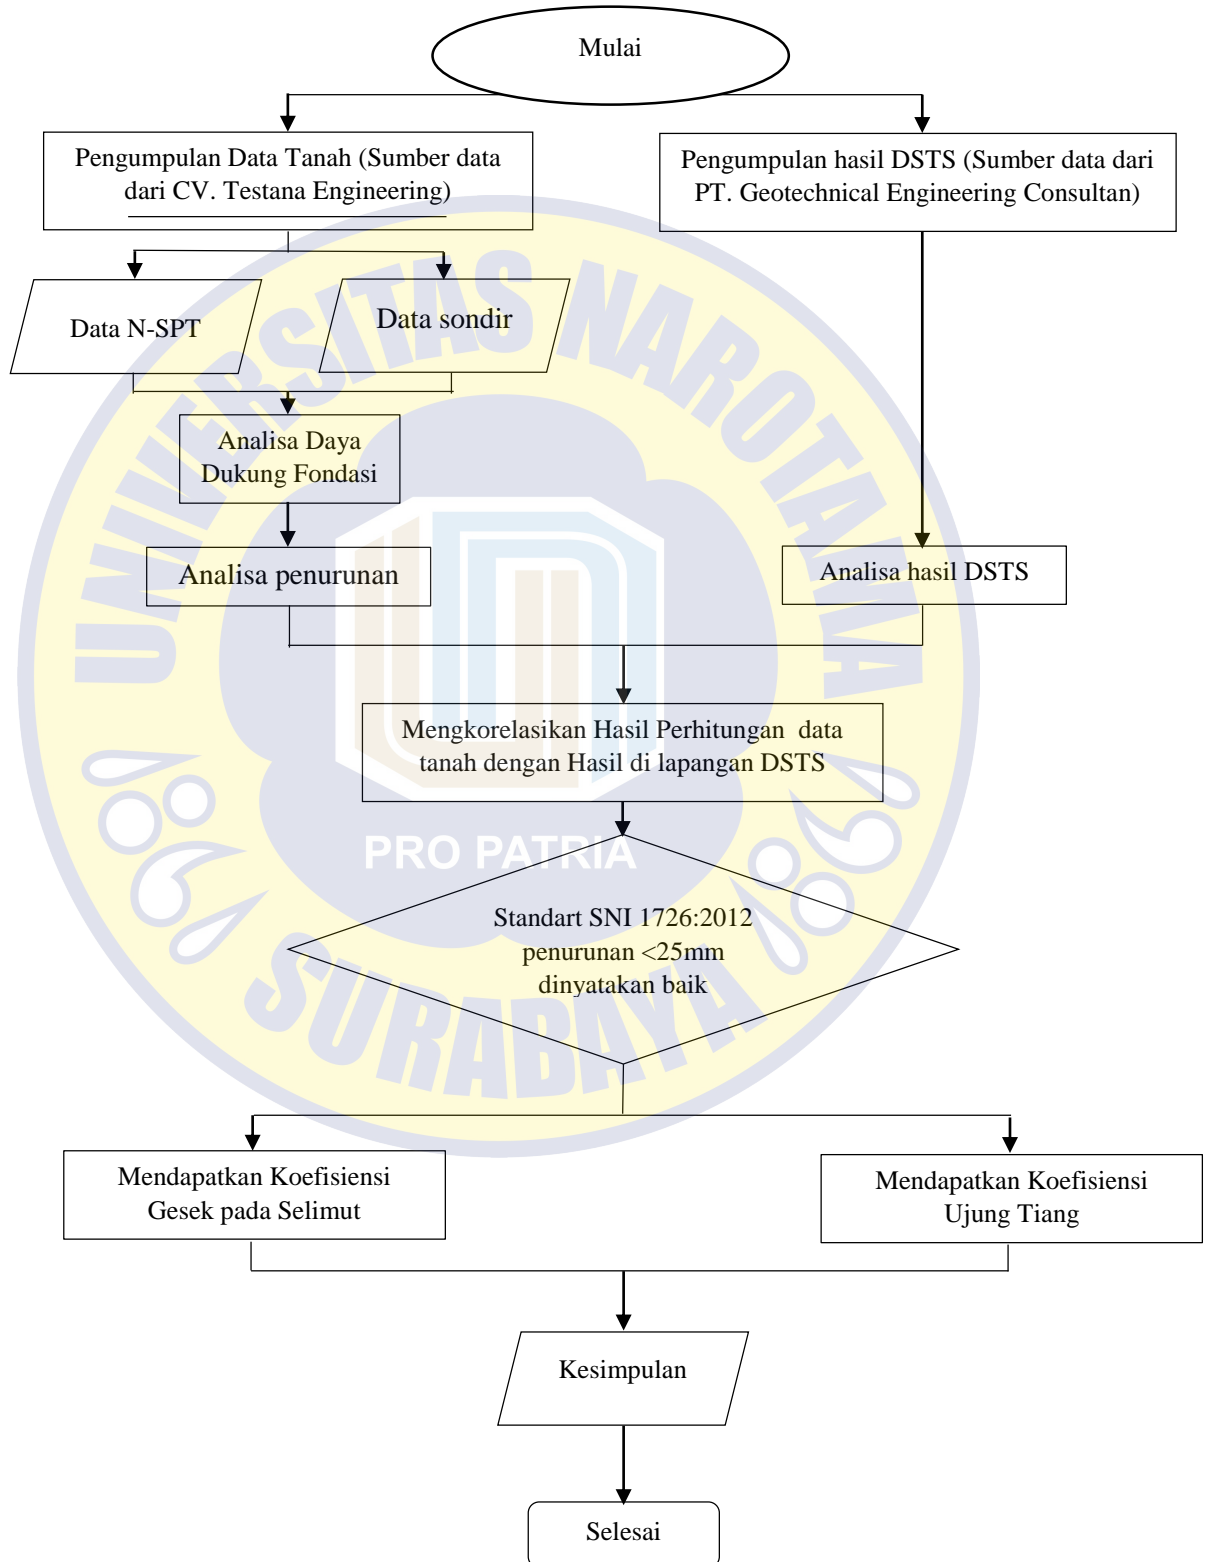 Mulai
Pengumpulan Data Tanah (Sumber data
dari CV. Testana Engineering)
Pengumpulan hasil DSTS (Sumber data dari
PT. Geotechnical Engineering Consultan)
Data N-SPT
Data sondir
Analisa Daya
Dukung Fondasi
Analisa penurunan
Analisa hasil DSTS
Mengkorelasikan Hasil Perhitungan data
tanah dengan Hasil di lapangan DSTS
Standart SNI 1726:2012
penurunan <25mm
dinyatakan baik
Mendapatkan Koefisiensi
Gesek pada Selimut
Mendapatkan Koefisiensi
Ujung Tiang
Kesimpulan
Selesai
UNIVERSITAS NAROTAMA
PRO PATRIA
SURABAYA